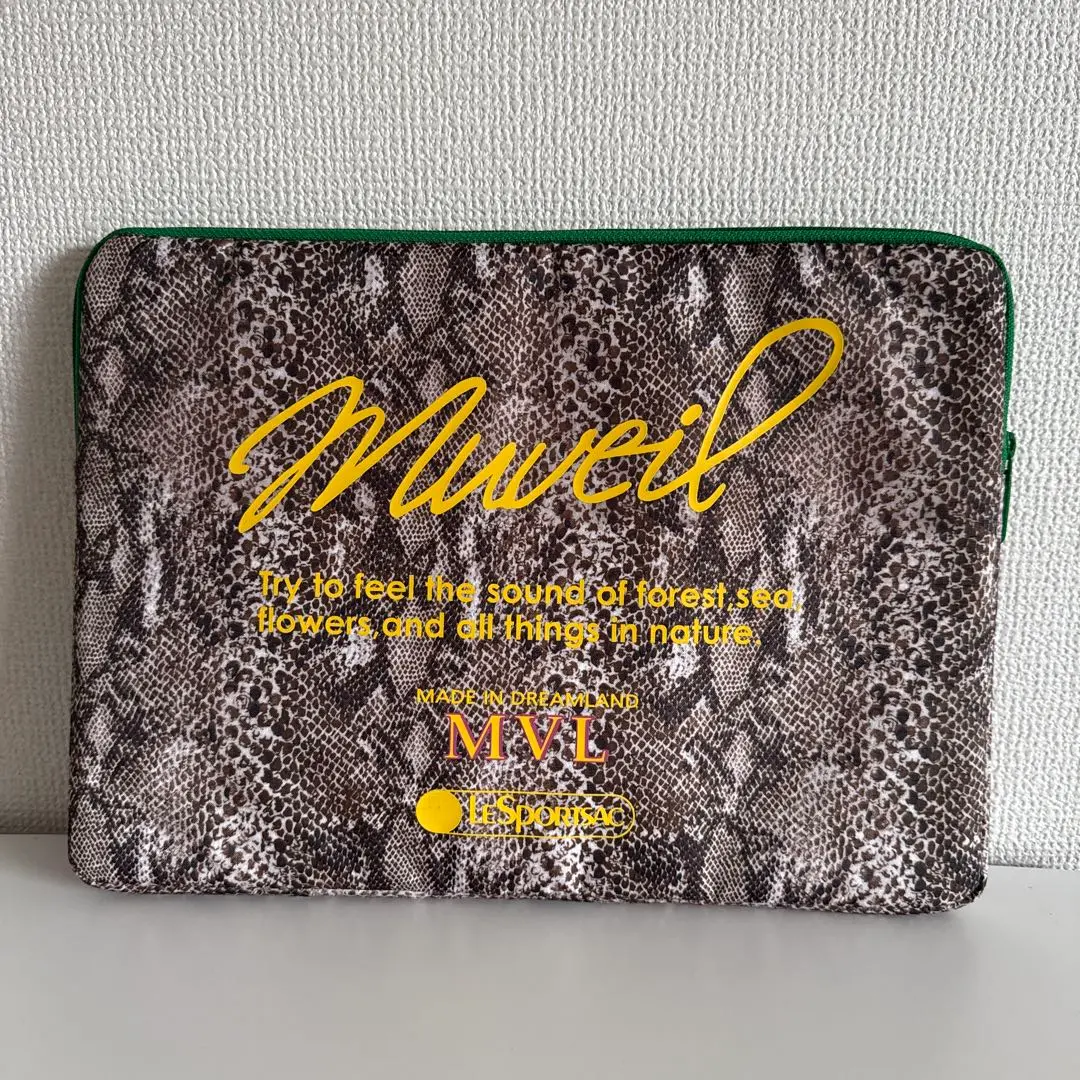 Muveil
Try to feel the sound of forest,sea,
flowers,and all things in nature.
MADE IN DREAMLAND
MVL
LESPORTSAC